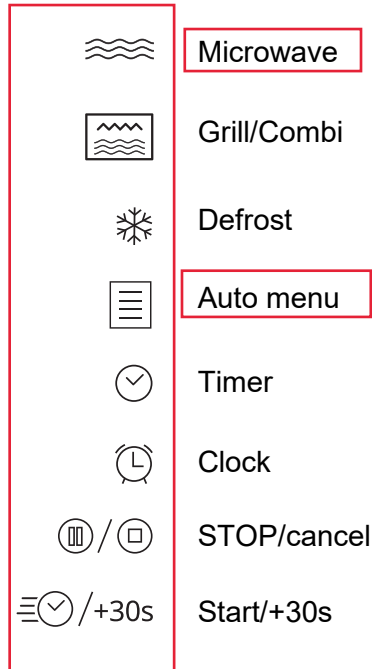 Microwave
Grill/Combi
Defrost
Auto menu
Timer
Clock
/ STOP/cancel
/+30s Start/+30s